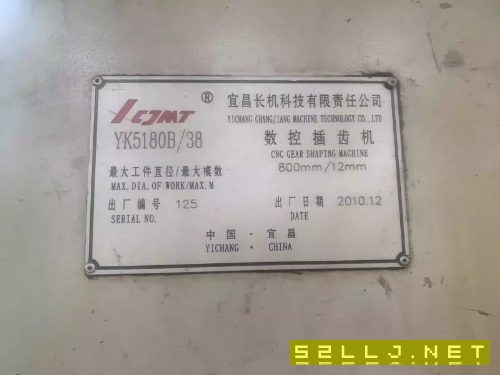 YCJMT ® 宜昌长机科技有限责任公司
YICHANG CHANGJIANG MACHINE TECHNOLOGY CO.,LTD
YK5180B/38 数控插齿机
CNC GEAR SHAPING MACHINE
最大工件直径/最大模数 800mm/12mm
MAX.DIA.OF WORK/MAX.M
出厂编号 125 出厂日期 2010.12
SERIAL NO. DATE
中国·宜昌
YICHANG · CHINA
52LLJ.NET